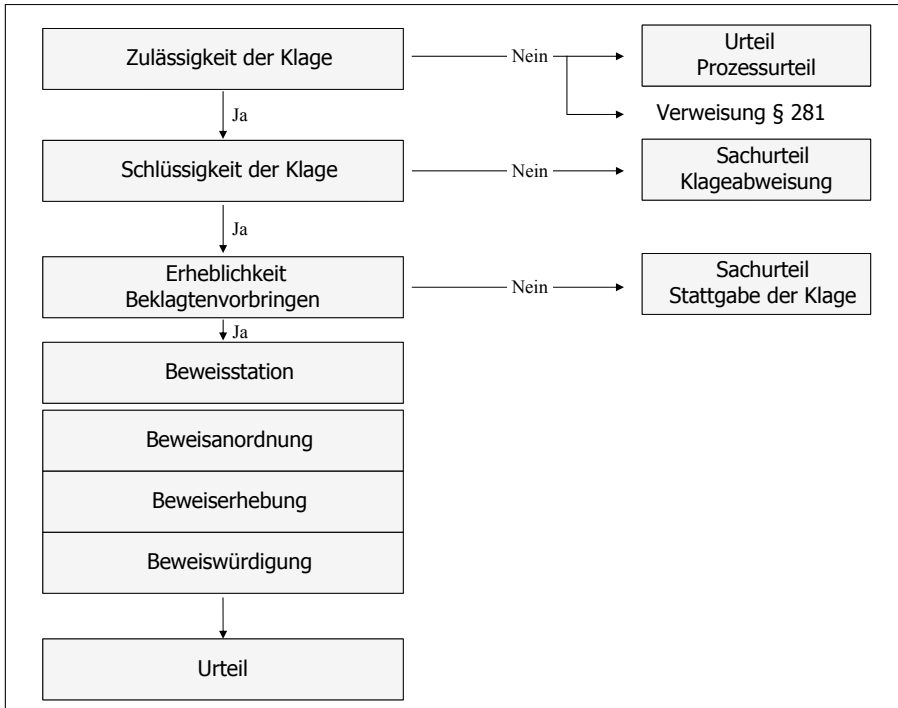 Zulässigkeit der Klage
Nein
Urteil
Prozessurteil
Verweisung § 281
Ja
Schlüssigkeit der Klage
Nein
Sachurteil
Klageabweisung
Ja
Erheblichkeit
Beklagtenvorbringen
Nein
Sachurteil
Stattgabe der Klage
Ja
Beweisstation
Beweisanordnung
Beweiserhebung
Beweiswürdigung
Urteil